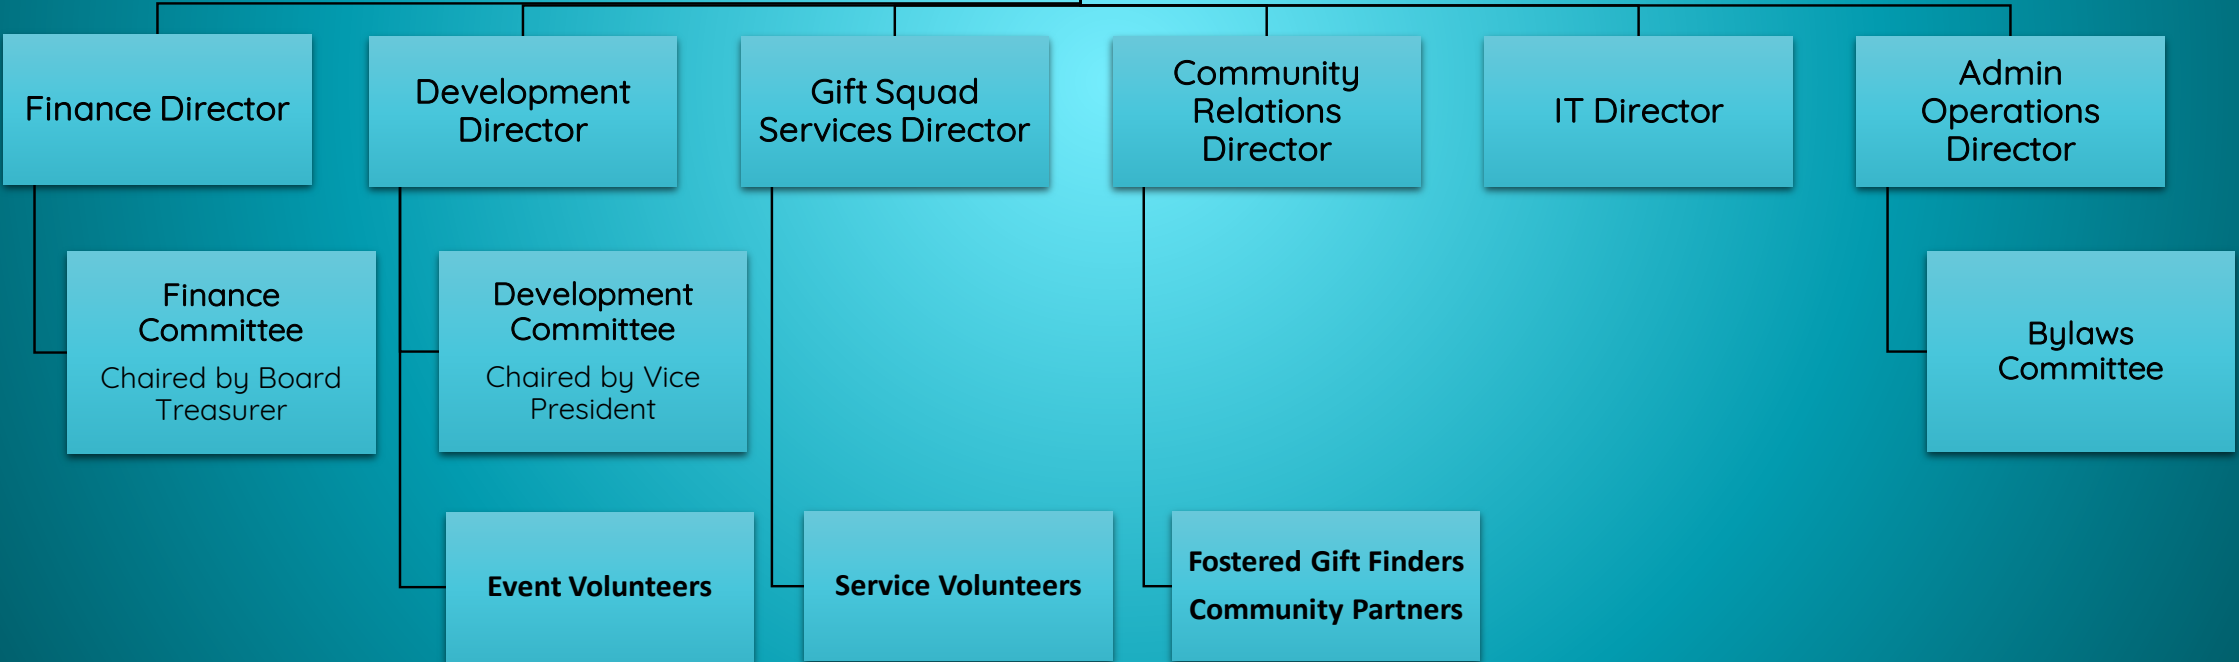 Finance Director
Development
Director
Gift Squad
Services Director
Community
Relations
Director
IT Director
Admin
Operations
Director
Finance
Committee
Chaired by Board
Treasurer
Development
Committee
Chaired by Vice
President
Bylaws
Committee
Event Volunteers
Service Volunteers
Fostered Gift Finders
Community Partners